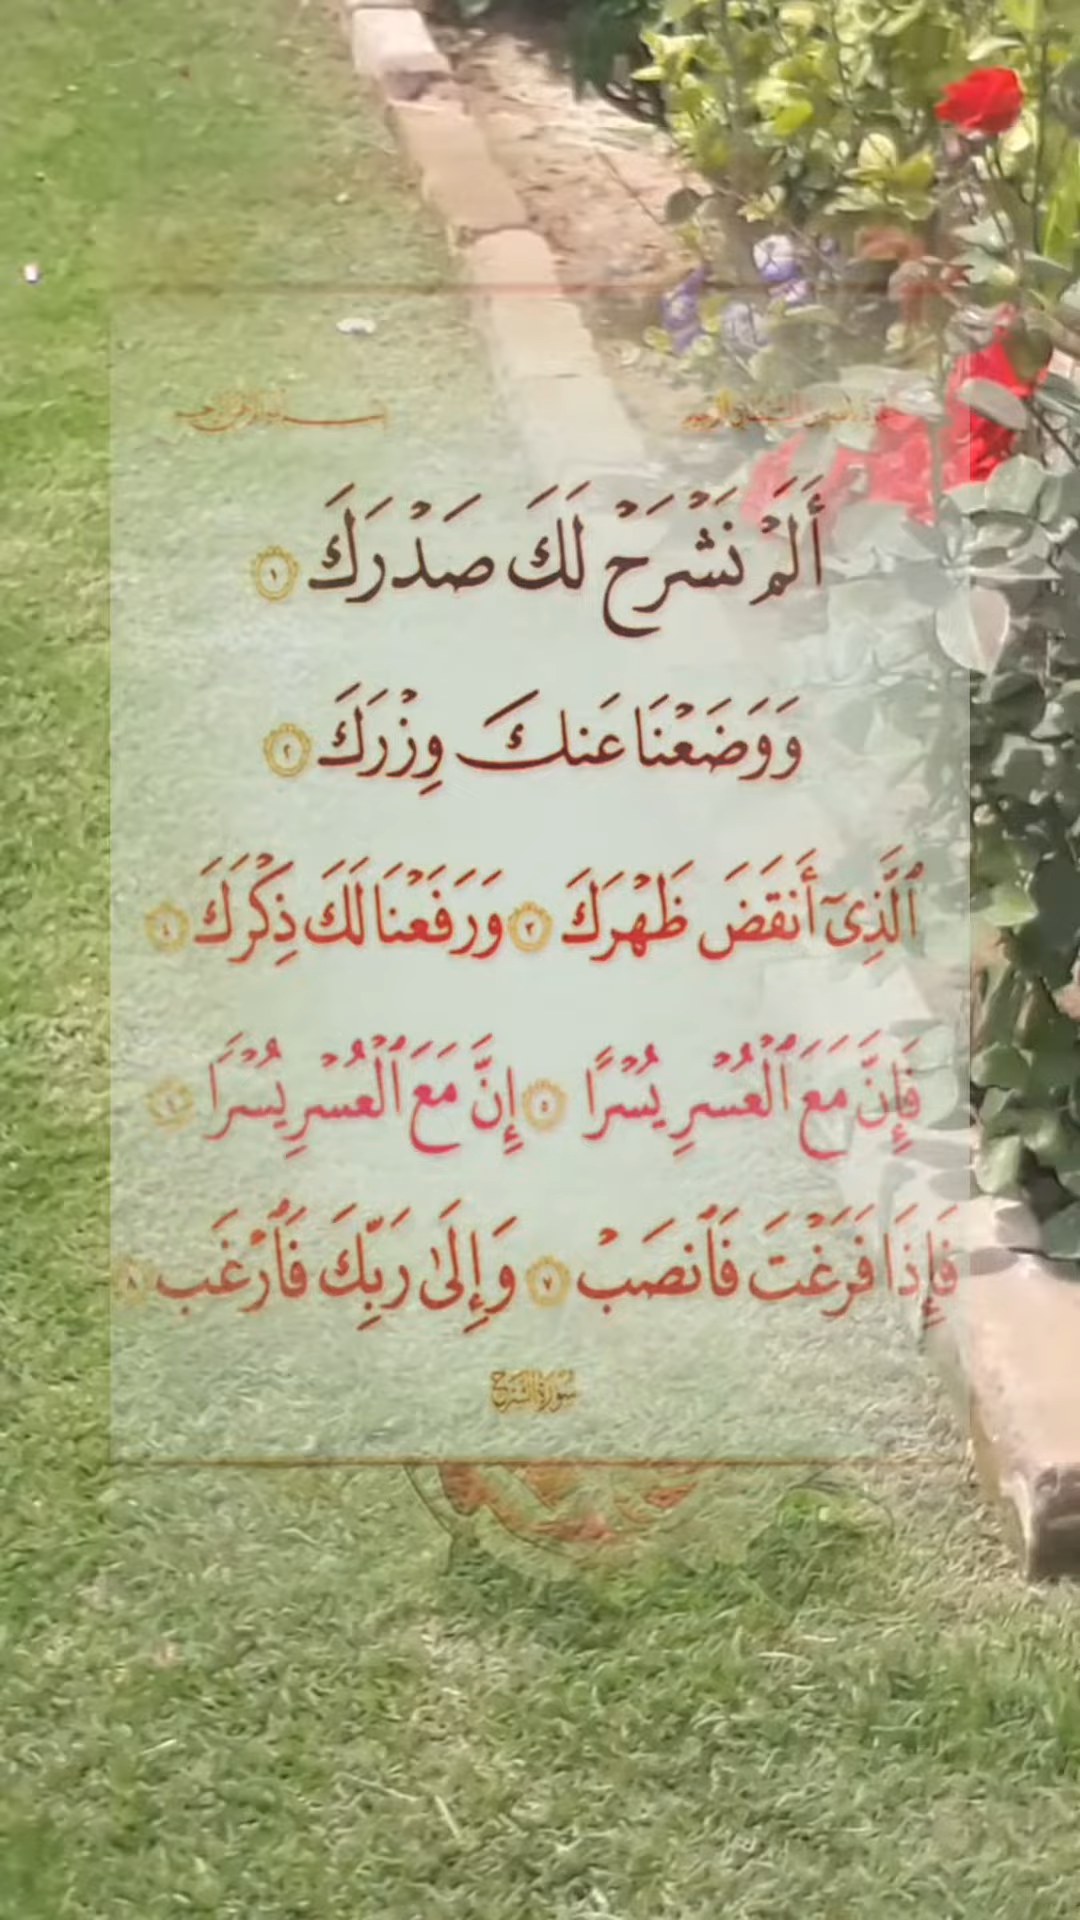 أَلَمْ نَشْرَحْ لَكَ صَدْرَكَ ١
وَوَضَعْنَا عَنكَ وِزْرَكَ ٢
ٱلَّذِىٓ أَنقَضَ ظَهْرَكَ ٣ وَرَفَعْنَا لَكَ ذِكْرَكَ ٤
فَإِنَّ مَعَ ٱلْعُسْرِ يُسْرًا ٥ إِنَّ مَعَ ٱلْعُسْرِ يُسْرًا ٦
فَإِذَا فَرَغْتَ فَٱنصَبْ ٧ وَإِلَىٰ رَبِّكَ فَٱرْغَب ٨
سُورَةُ الشَّرْحِ